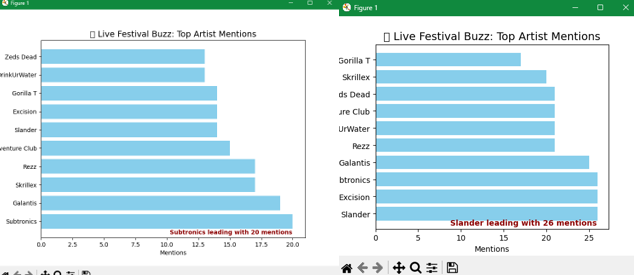 Figure 1
Live Festival Buzz: Top Artist Mentions
Zeds Dead
DrinkUrWater
Gorilla T
Excision
Slander
venture Club
Rezz
Skrillex
Galantis
Subtronics
Subtronics leading with 20 mentions
0.0 2.5 5.0 7.5 10.0 12.5 15.0 17.5 20.0
Mentions
Figure 1
Live Festival Buzz: Top Artist Mentions
Gorilla T
Skrillex
ds Dead
ure Club
UrWater
Rezz
Galantis
btronics
Excision
Slander
Slander leading with 26 mentions
0 5 10 15 20 25
Mentions